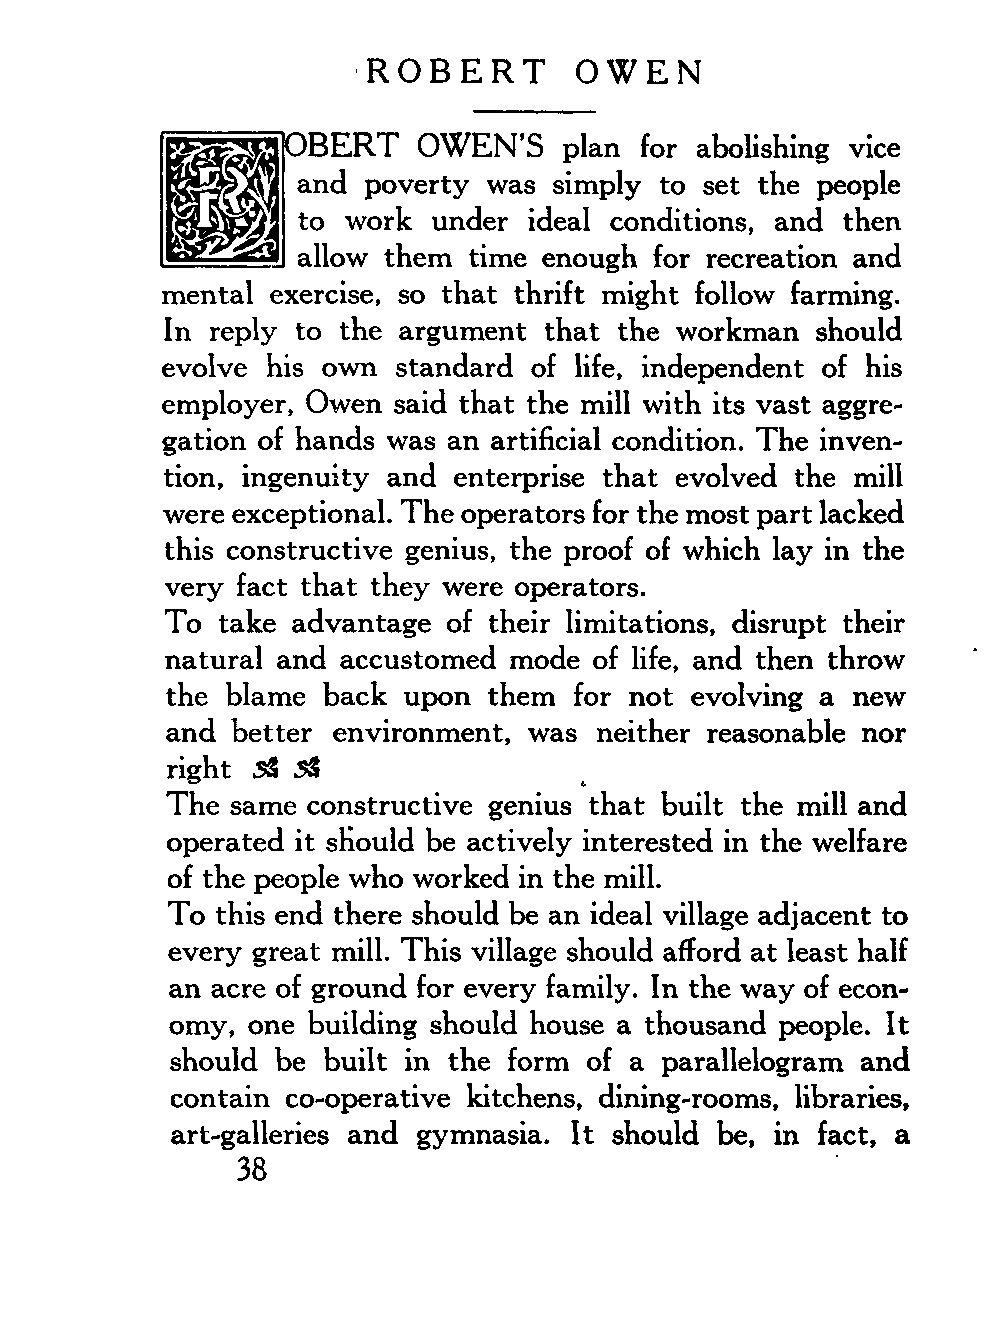 ROBERT OWEN
ROBERT OWEN'S plan for abolishing vice
and poverty was simply to set the people
to work under ideal conditions, and then
allow them time enough for recreation and
mental exercise, so that thrift might follow farming.
In reply to the argument that the workman should
evolve his own standard of life, independent of his
employer, Owen said that the mill with its vast aggre-
gation of hands was an artificial condition. The inven-
tion, ingenuity and enterprise that evolved the mill
were exceptional. The operators for the most part lacked
this constructive genius, the proof of which lay in the
very fact that they were operators.
To take advantage of their limitations, disrupt their
natural and accustomed mode of life, and then throw
the blame back upon them for not evolving a new
and better environment, was neither reasonable nor
right
The same constructive genius that built the mill and
operated it should be actively interested in the welfare
of the people who worked in the mill.
To this end there should be an ideal village adjacent to
every great mill. This village should afford at least half
an acre of ground for every family. In the way of econ-
omy, one building should house a thousand people. It
should be built in the form of a parallelogram and
contain co-operative kitchens, dining-rooms, libraries,
art-galleries and gymnasia. It should be, in fact, a
38